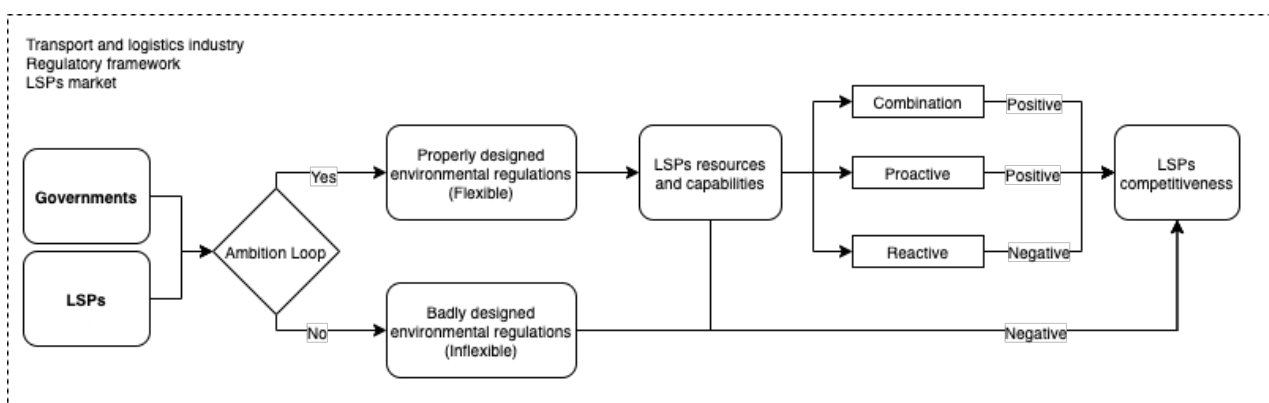 Transport and logistics industry
Regulatory framework
LSPs market
Governments
LSPs
Ambition Loop
Yes
No
Properly designed
environmental regulations
(Flexible)
Badly designed
environmental regulations
(Inflexible)
LSPs resources
and capabilities
Combination
Positive
Proactive
Positive
Reactive
Negative
Negative
LSPs
competitiveness